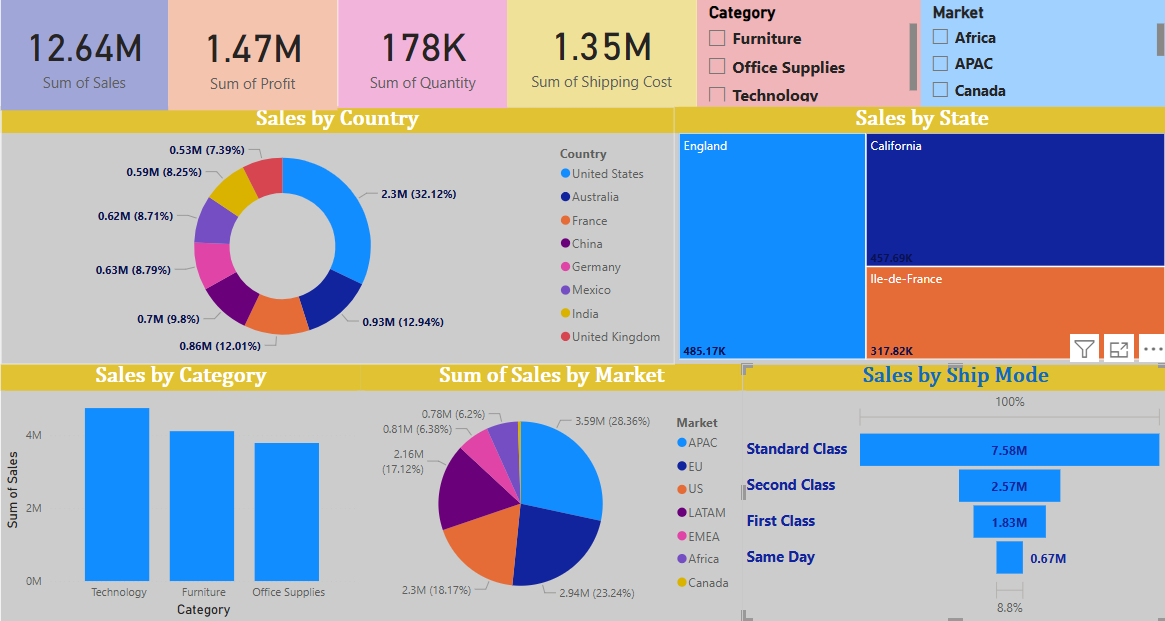 12.64M
Sum of Sales
1.47M
Sum of Profit
178K
Sum of Quantity
1.35M
Sum of Shipping Cost
Category
Furniture
Office Supplies
Technology
Market
Africa
APAC
Canada
Sales by Country
0.53M (7.39%)
0.59M (8.25%)
0.62M (8.71%)
0.63M (8.79%)
0.7M (9.8%)
0.86M (12.01%)
2.3M (32.12%)
0.93M (12.94%)
Country
United States
Australia
France
China
Germany
Mexico
India
United Kingdom
Sales by State
England
485.17K
California
457.69K
Ile-de-France
317.82K
Sales by Category
Sum of Sales
4M
2M
0M
Technology
Furniture
Office Supplies
Category
Sum of Sales by Market
0.78M (6.2%)
0.81M (6.38%)
2.16M
(17.12%)
2.3M (18.17%)
3.59M (28.36%)
2.94M (23.24%)
Market
APAC
EU
US
LATAM
EMEA
Africa
Canada
Sales by Ship Mode
100%
Standard Class
7.58M
Second Class
2.57M
First Class
1.83M
Same Day
0.67M
8.8%